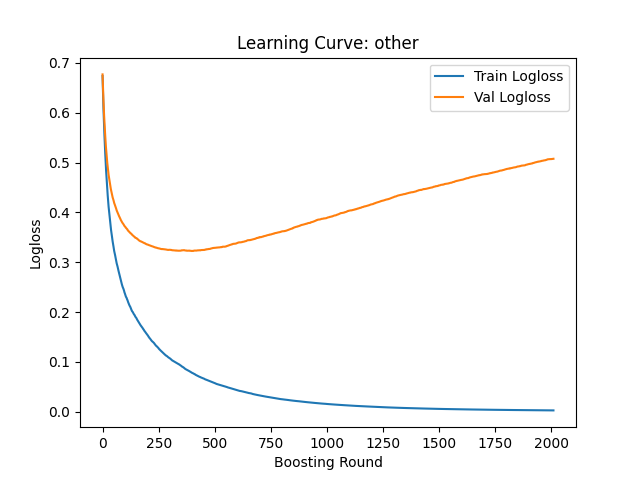 Learning Curve: other
Train Logloss
Val Logloss
Logloss
0.7
0.6
0.5
0.4
0.3
0.2
0.1
0.0
0 250 500 750 1000 1250 1500 1750 2000
Boosting Round